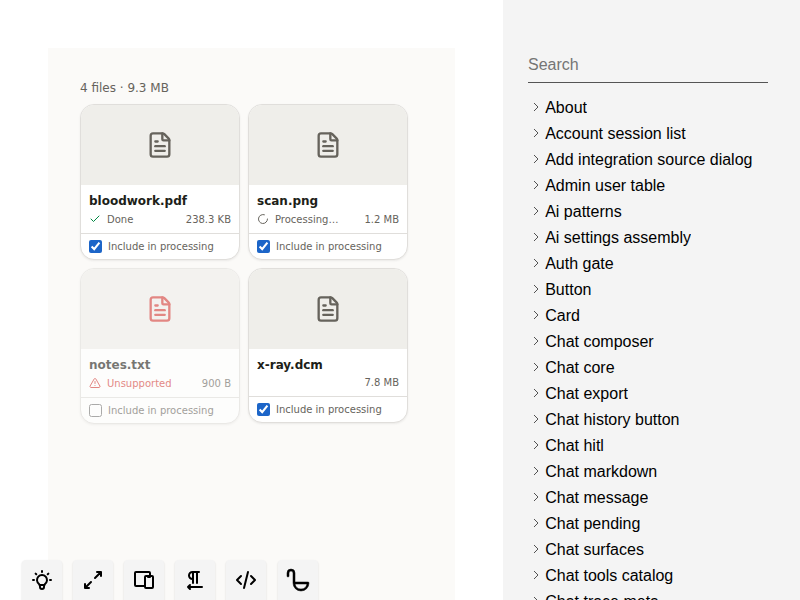 4 files · 9.3 MB
bloodwork.pdf
Done 238.3 KB
Include in processing
scan.png
Processing... 1.2 MB
Include in processing
notes.txt
Unsupported 900 B
Include in processing
x-ray.dcm
7.8 MB
Include in processing
Search
About
Account session list
Add integration source dialog
Admin user table
Ai patterns
Ai settings assembly
Auth gate
Button
Card
Chat composer
Chat core
Chat export
Chat history button
Chat hitl
Chat markdown
Chat message
Chat pending
Chat surfaces
Chat tools catalog